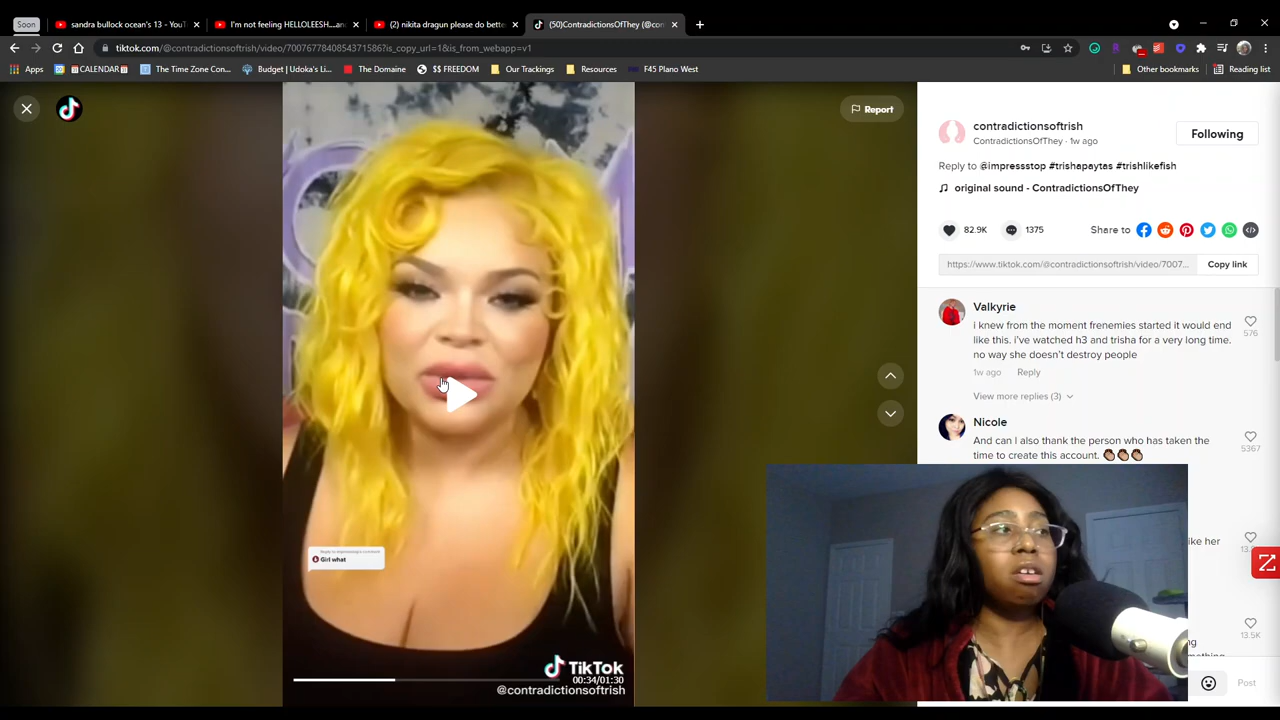 Soon
sandra bullock ocean's 13 - YouT
I'm not feeling HELLOLEESH....an
(2) nikita dragun please do bette
(50)ContradictionsOfThey (@con
tiktok.com/@contradictionsoftrish/video/7007677840854371586?is_copy_url=1&is_from_webapp=v1
Apps
CALENDAR
The Time Zone Con...
Budget | Udoka's Li...
The Domaine
$$ FREEDOM
Our Trackings
Resources
F45 Plano West
Other bookmarks
Reading list
Report
contradictionsoftrish
ContradictionsOfThey · 1w ago
Following
Reply to @impressstop #trishapaytas #trishlikefish
original sound - ContradictionsOfThey
82.9K
1375
Share to
https://www.tiktok.com/@contradictionsoftrish/video/7007...
Copy link
Valkyrie
i knew from the moment frenemies started it would end
like this. i've watched h3 and trisha for a very long time.
no way she doesn't destroy people
576
1w ago Reply
View more replies (3)
Nicole
And can I also thank the person who has taken the
time to create this account.
5367
ike her
13.5K
ng
Girl what
TikTok
00:34/01:30
@contradictionsoftrish
Post